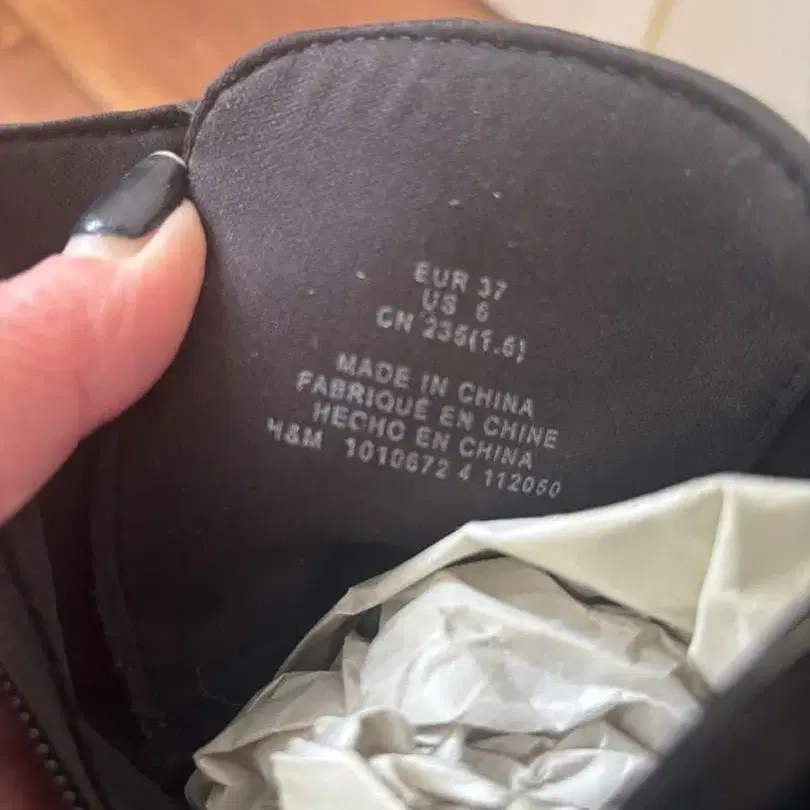 EUR 37
US 6
CN 235(1.5)
MADE IN CHINA
FABRIQUÉ EN CHINE
HECHO EN CHINA
H&M 1010672 4 112050